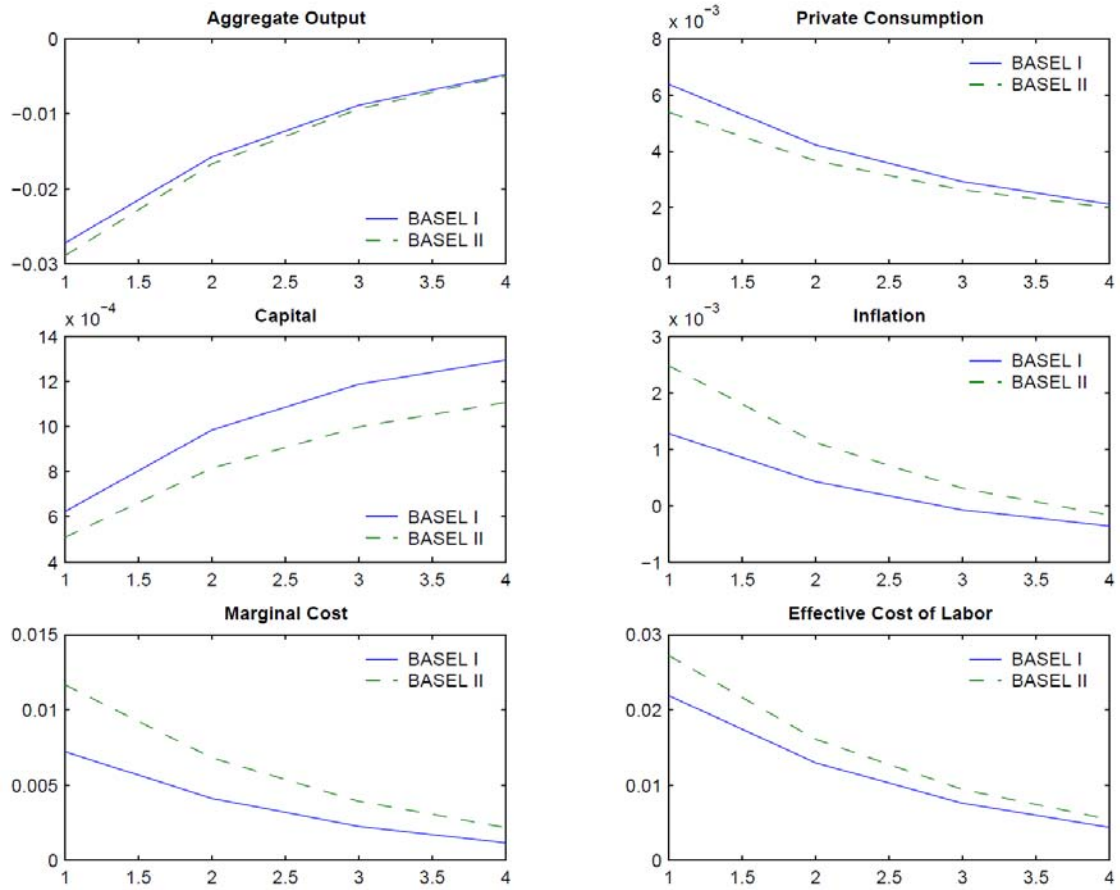 Aggregate Output
0
−0.01
−0.02
−0.03
1 1.5 2 2.5 3 3.5 4
BASEL I
BASEL II
Private Consumption
x 10−3
8
6
4
2
0
1 1.5 2 2.5 3 3.5 4
BASEL I
BASEL II
Capital
x 10−4
14
12
10
8
6
4
1 1.5 2 2.5 3 3.5 4
BASEL I
BASEL II
Inflation
x 10−3
3
2
1
0
−1
1 1.5 2 2.5 3 3.5 4
BASEL I
BASEL II
Marginal Cost
0.015
0.01
0.005
0
1 1.5 2 2.5 3 3.5 4
BASEL I
BASEL II
Effective Cost of Labor
0.03
0.02
0.01
0
1 1.5 2 2.5 3 3.5 4
BASEL I
BASEL II